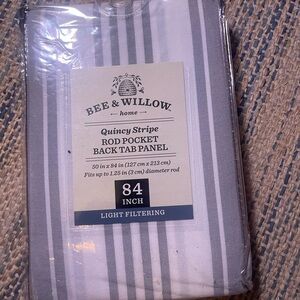 BEE & WILLOW
home
Quincy Stripe
ROD POCKET
BACK TAB PANEL
50 in x 84 in (127 cm x 213 cm)
Fits up to 1.25 in (3 cm) diameter rod
84
INCH
LIGHT FILTERING